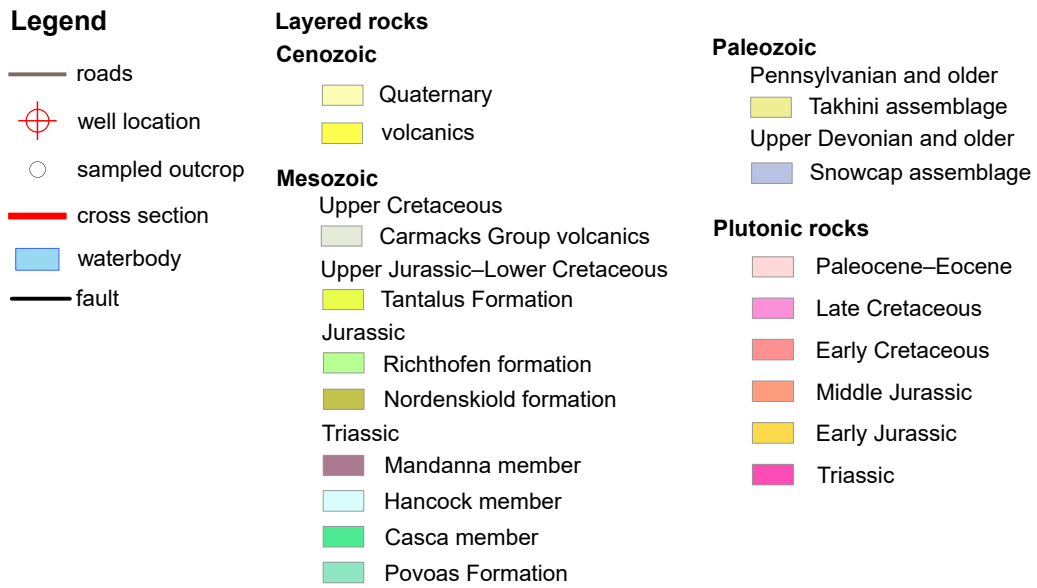 Legend
roads
well location
sampled outcrop
cross section
waterbody
fault
Layered rocks
Cenozoic
Quaternary
volcanics
Mesozoic
Upper Cretaceous
Carmacks Group volcanics
Upper Jurassic–Lower Cretaceous
Tantalus Formation
Jurassic
Richthofen formation
Nordenskiold formation
Triassic
Mandanna member
Hancock member
Casca member
Povoas Formation
Paleozoic
Pennsylvanian and older
Takhini assemblage
Upper Devonian and older
Snowcap assemblage
Plutonic rocks
Paleocene–Eocene
Late Cretaceous
Early Cretaceous
Middle Jurassic
Early Jurassic
Triassic